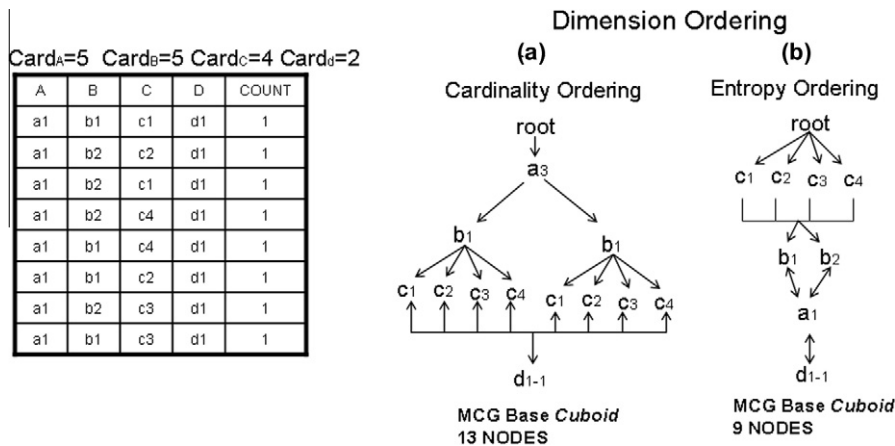 Dimension Ordering
CardA=5 CardB=5 CardC=4 Cardd=2
A B C D COUNT
a1 b1 c1 d1 1
a1 b2 c2 d1 1
a1 b2 c1 d1 1
a1 b2 c4 d1 1
a1 b1 c4 d1 1
a1 b1 c2 d1 1
a1 b2 c3 d1 1
a1 b1 c3 d1 1
(a)
Cardinality Ordering
root
a3
b1 b1
c1 c2 c3 c4 c1 c2 c3 c4
d1-1
MCG Base Cuboid
13 NODES
(b)
Entropy Ordering
root
c1 c2 c3 c4
b1 b2
a1
d1-1
MCG Base Cuboid
9 NODES